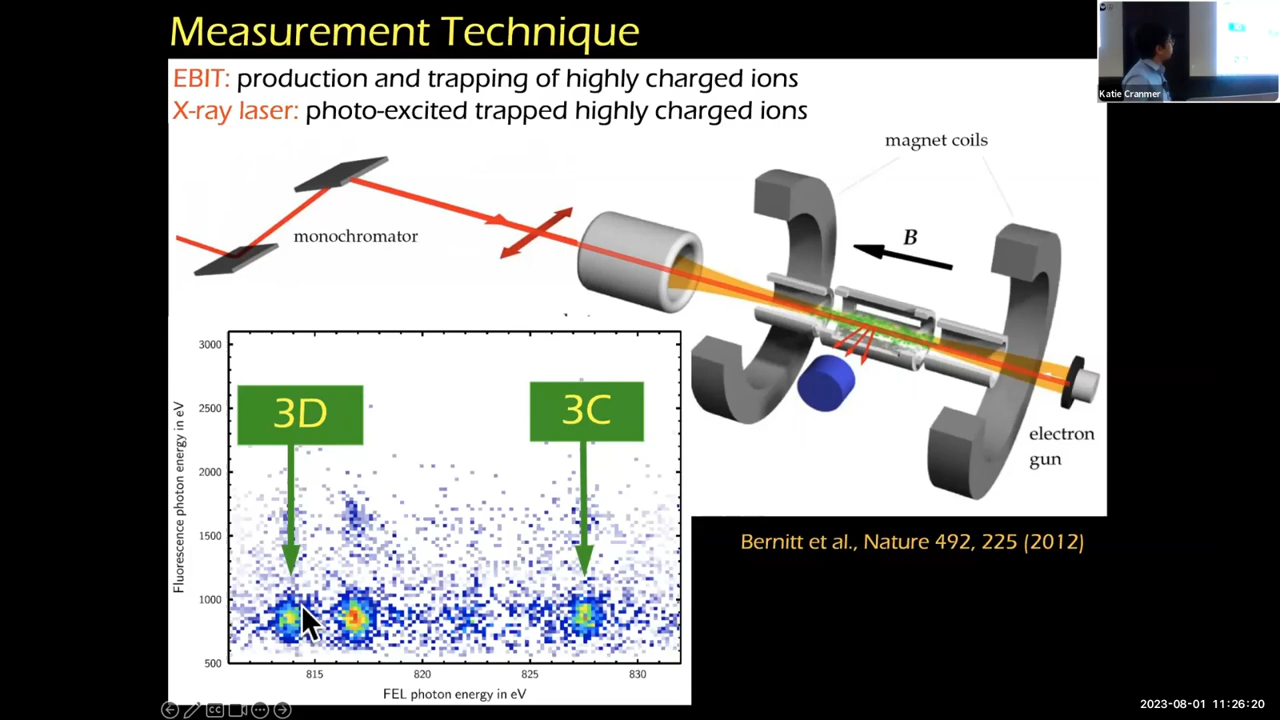 Measurement Technique
EBIT: production and trapping of highly charged ions
X-ray laser: photo-excited trapped highly charged ions
Katie Cranmer
magnet coils
monochromator
B
electron
gun
3D
3C
3000
2500
2000
1500
1000
500
Fluorescence photon energy in eV
815
820
825
830
FEL photon energy in eV
Bernitt et al., Nature 492, 225 (2012)
CC
2023-08-01 11:26:20